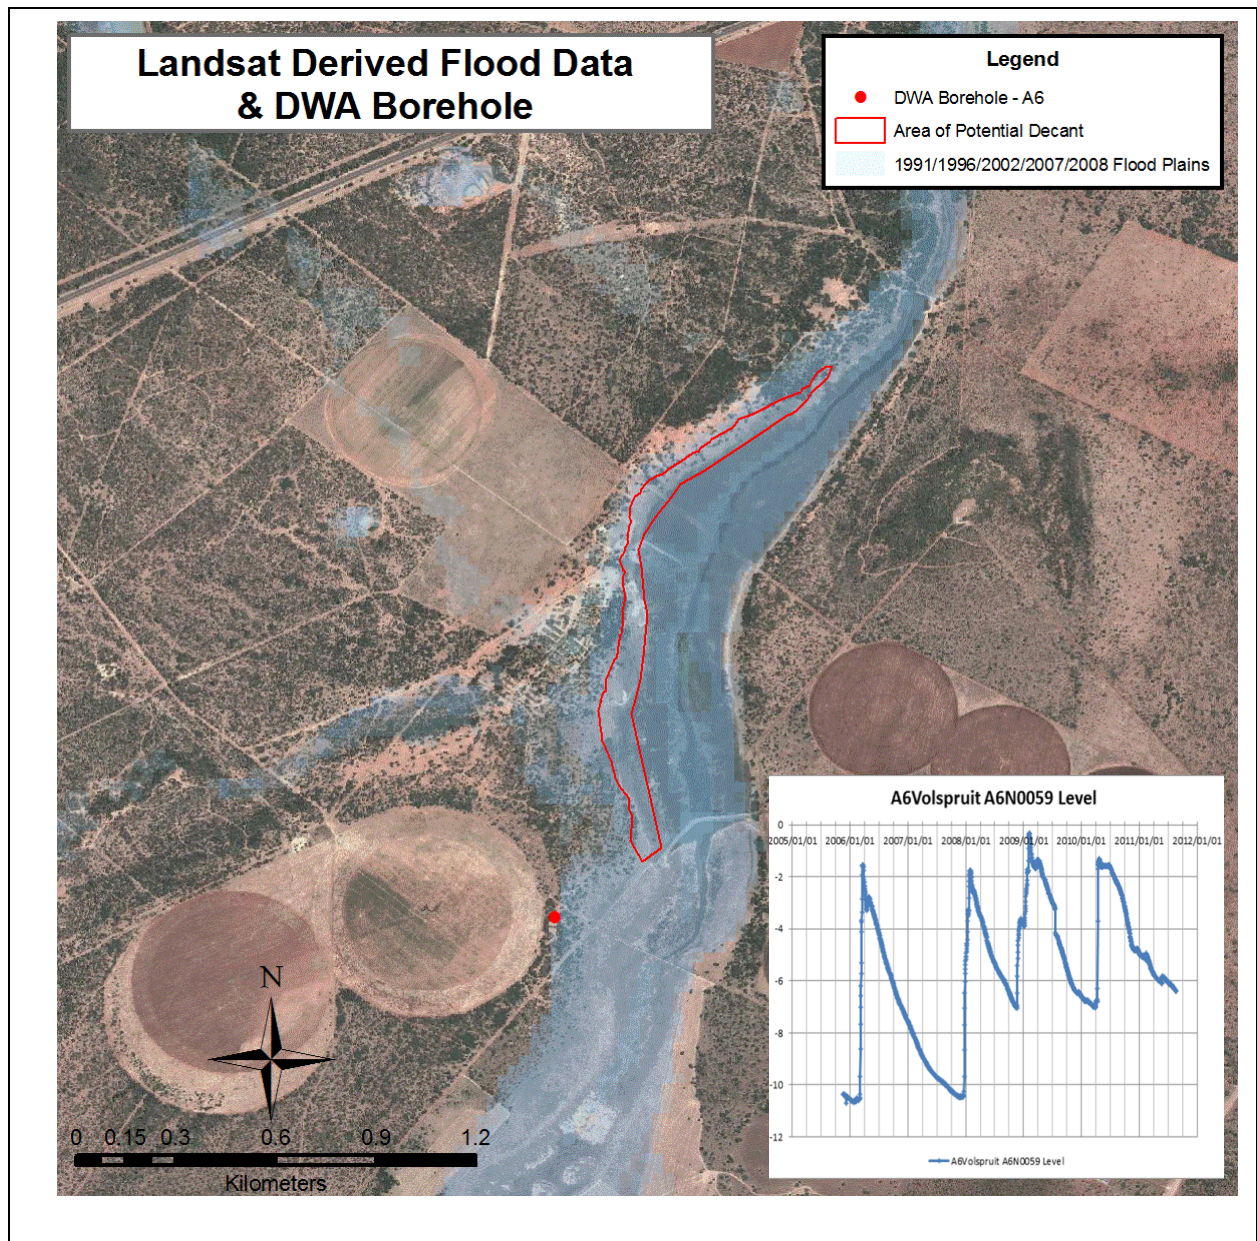 Landsat Derived Flood Data
& DWA Borehole
Legend
DWA Borehole - A6
Area of Potential Decant
1991/1996/2002/2007/2008 Flood Plains
A6Volspruit A6N0059 Level
0
2005/01/01 2006/01/01 2007/01/01 2008/01/01 2009/01/01 2010/01/01 2011/01/01 2012/01/01
-2
-4
-6
-8
-10
-12
A6Volspruit A6N0059 Level
N
0 0.15 0.3 0.6 0.9 1.2
Kilometers